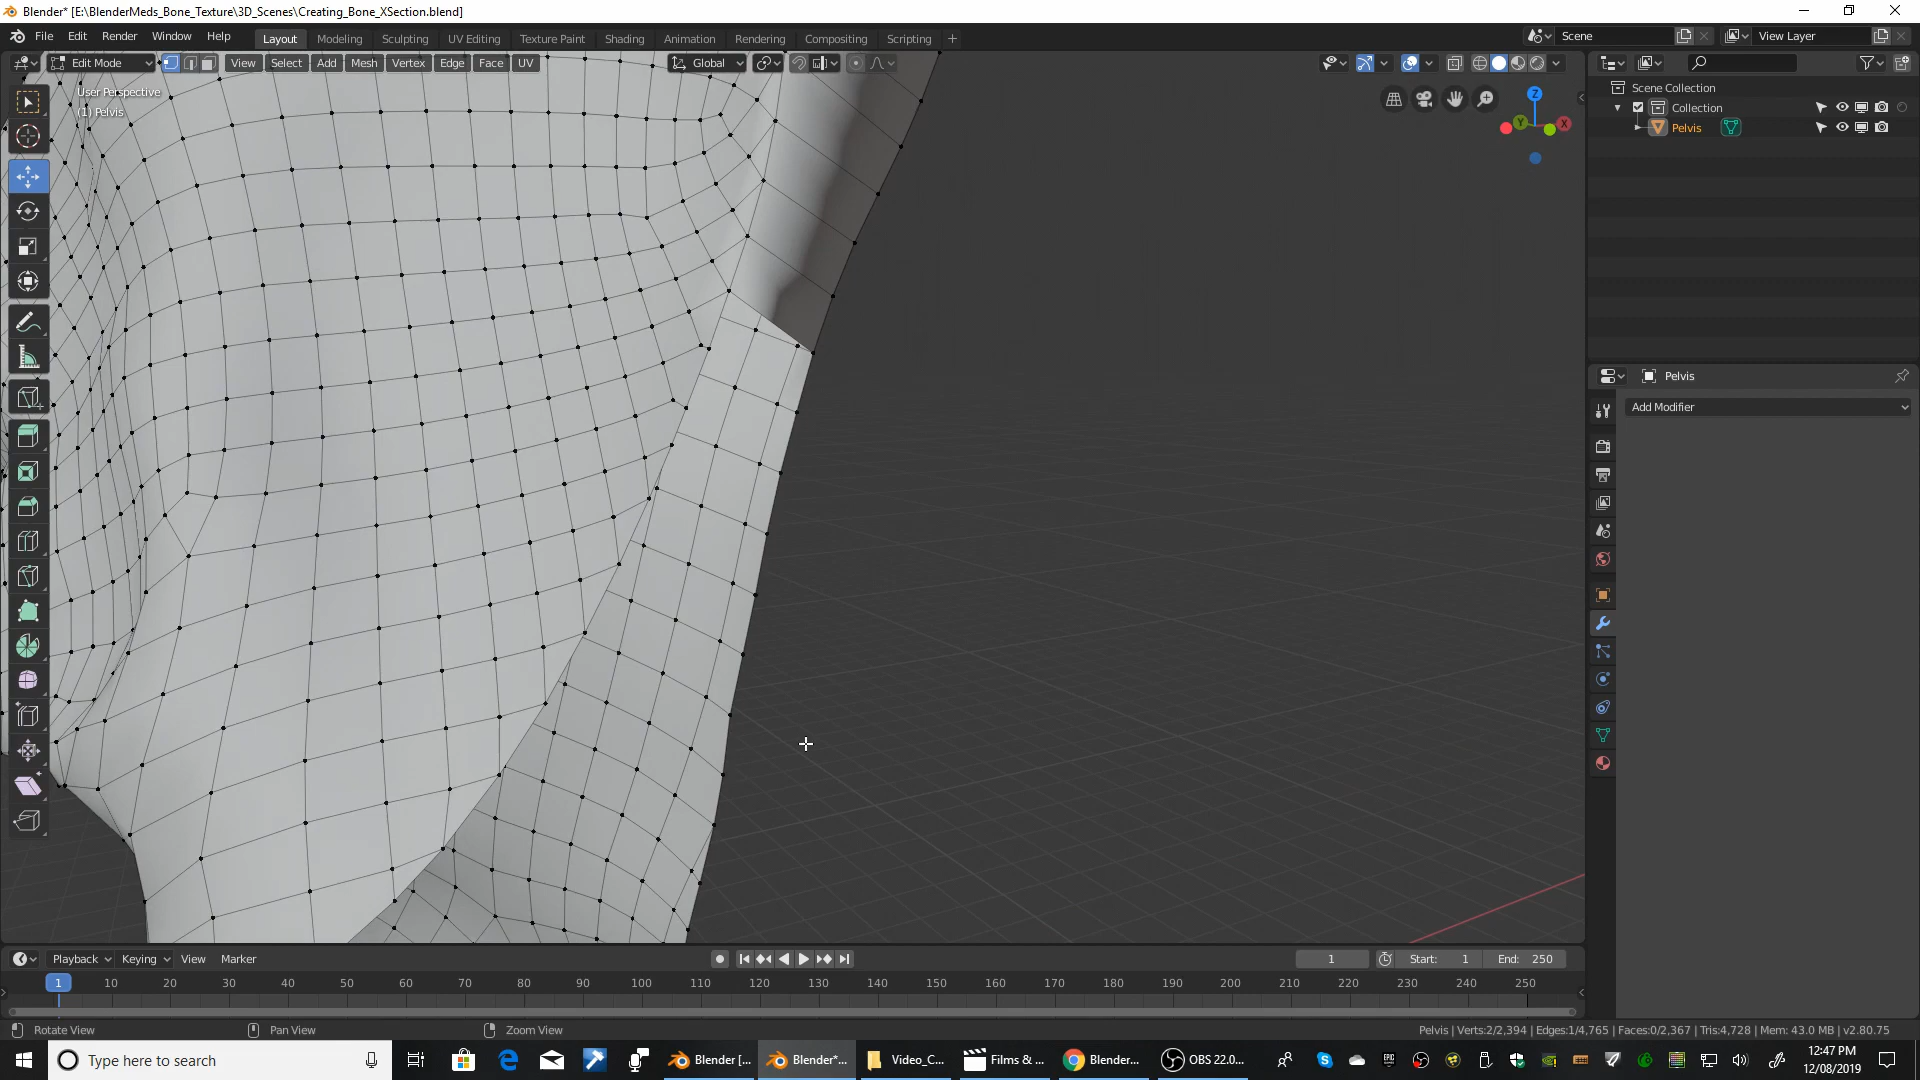 Blender* [E:\BlenderMeds_Bone_Texture\3D_Scenes\Creating_Bone_XSection.blend]
File Edit Render Window Help Layout Modeling Sculpting UV Editing Texture Paint Shading Animation Rendering Compositing Scripting + Scene View Layer
Edit Mode View Select Add Mesh Vertex Edge Face UV Global
User Perspective
(1) Pelvis
Z
Y
X
Scene Collection
Collection
Pelvis
Pelvis
Add Modifier
Playback Keying View Marker 1 Start: 1 End: 250
1 10 20 30 40 50 60 70 80 90 100 110 120 130 140 150 160 170 180 190 200 210 220 230 240 250
Rotate View Pan View Zoom View Pelvis | Verts:2/2,394 | Edges:1/4,765 | Faces:0/2,367 | Tris:4,728 | Mem: 43.0 MB | v2.80.75
Type here to search Blender [... Blender*... Video_C... Films & ... Blender... OBS 22.0... 12:47 PM
12/08/2019